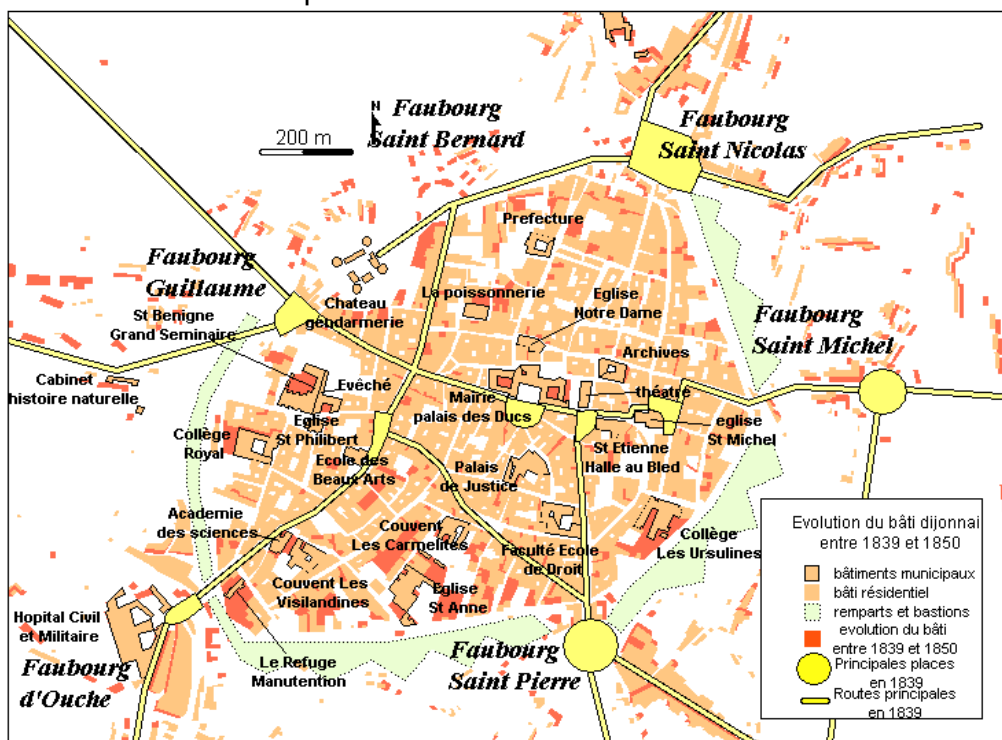 N
200 m
Faubourg
Saint Bernard
Faubourg
Saint Nicolas
Prefecture
Faubourg
Guillaume
St Benigne
Grand Seminaire
Chateau
gendarmerie
La poissonnerie
Eglise
Notre Dame
Faubourg
Saint Michel
Archives
Cabinet
histoire naturelle
Evêché
Mairie
palais des Ducs
théatre
eglise
St Michel
Eglise
St Philibert
Collège
Royal
Ecole des
Beaux Arts
St Etienne
Halle au Bled
Palais
de Justice
Academie
des sciences
Couvent
Les Carmelites
Faculté Ecole
de Droit
Collège
Les Ursulines
Couvent Les
Visilandines
Eglise
St Anne
Hopital Civil
et Militaire
Faubourg
d'Ouche
Le Refuge
Manutention
Faubourg
Saint Pierre
Evolution du bâti dijonnai
entre 1839 et 1850
bâtiments municipaux
bâti résidentiel
remparts et bastions
evolution du bâti
entre 1839 et 1850
Principales places
en 1839
Routes principales
en 1839